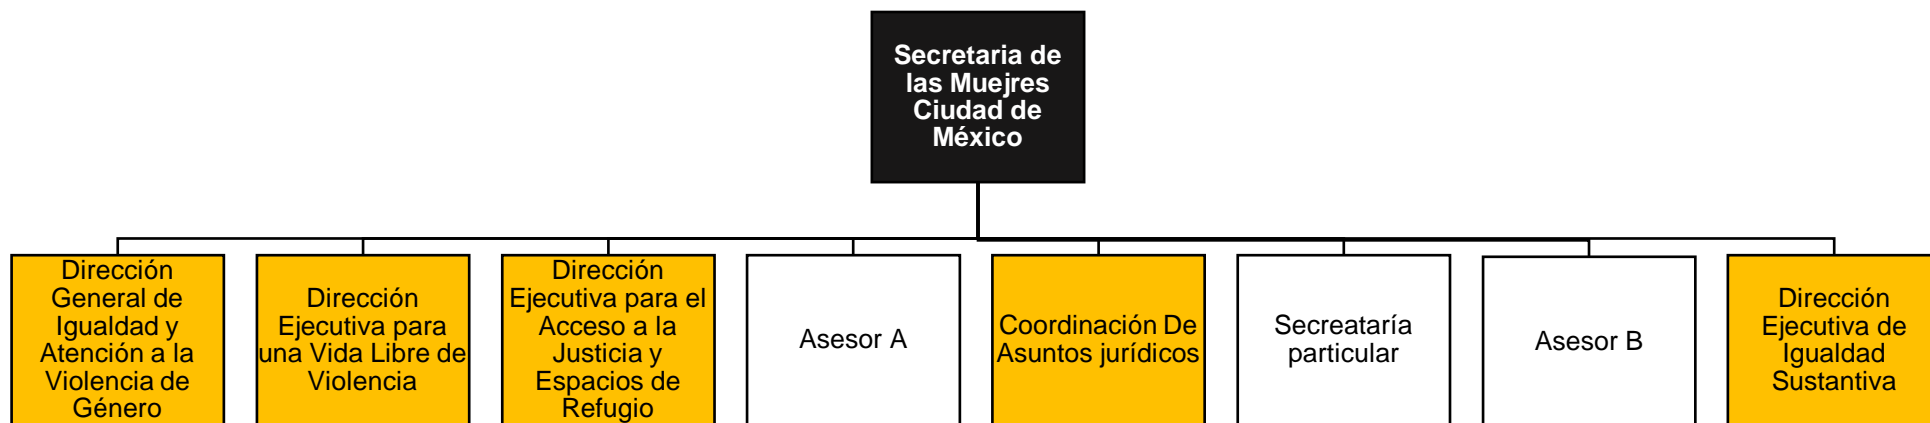 Secretaria de
las Muejres
Ciudad de
México
Dirección
General de
Igualdad y
Atención a la
Violencia de
Género
Dirección
Ejecutiva para
una Vida Libre de
Violencia
Dirección
Ejecutiva para el
Acceso a la
Justicia y
Espacios de
Refugio
Asesor A
Coordinación De
Asuntos jurídicos
Secreataría
particular
Asesor B
Dirección
Ejecutiva de
Igualdad
Sustantiva